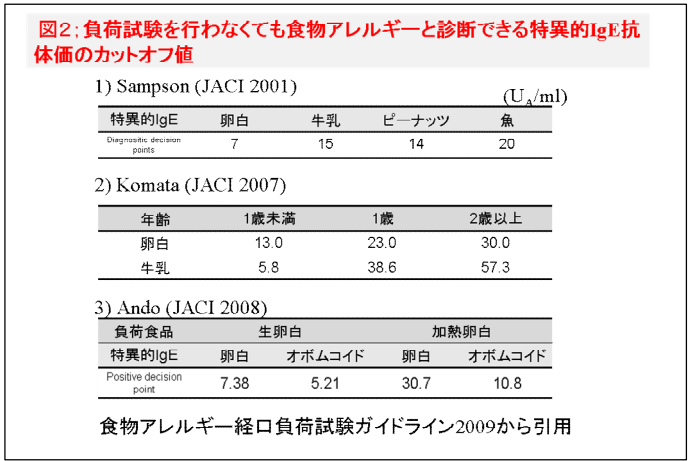 図２；負荷試験を行わなくても食物アレルギーと診断できる特異的IgE抗
体価のカットオフ値
1) Sampson (JACI 2001)
(UA/ml)
特異的IgE 卵白 牛乳 ピーナッツ 魚
Diagnositic decision points 7 15 14 20
2) Komata (JACI 2007)
年齢 1歳未満 1歳 2歳以上
卵白 13.0 23.0 30.0
牛乳 5.8 38.6 57.3
3) Ando (JACI 2008)
負荷食品 生卵白 加熱卵白
特異的IgE 卵白 オボムコイド 卵白 オボムコイド
Positive decision point 7.38 5.21 30.7 10.8
食物アレルギー経口負荷試験ガイドライン2009から引用